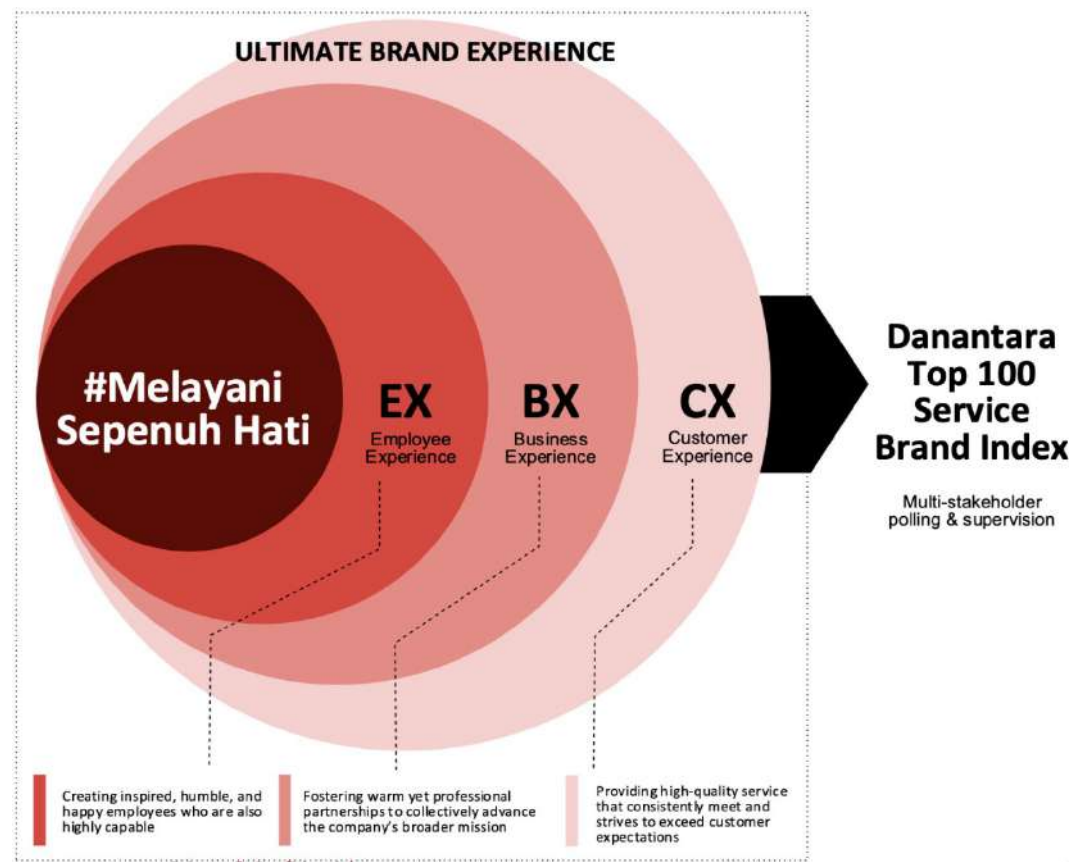 ULTIMATE BRAND EXPERIENCE
#Melayani
Sepenuh Hati
EX
Employee
Experience
BX
Business
Experience
CX
Customer
Experience
Danantara
Top 100
Service
Brand Index
Multi-stakeholder
polling & supervision
Creating inspired, humble, and
happy employees who are also
highly capable
Fostering warm yet professional
partnerships to collectively advance
the company's broader mission
Providing high-quality service
that consistently meet and
strives to exceed customer
expectations